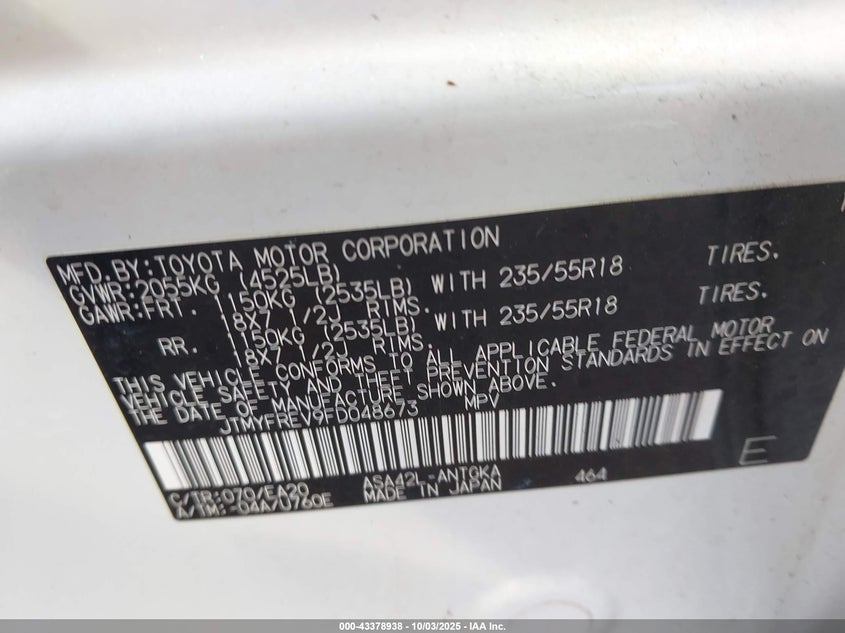 MFD.BY:TOYOTA MOTOR CORPORATION
GVWR:2055KG (4525LB)
GAWR:FRT. 1150KG (2535LB) WITH 235/55R18 TIRES.
18X7 1/2J RIMS.
RR. 1150KG (2535LB) WITH 235/55R18 TIRES.
18X7 1/2J RIMS.
THIS VEHICLE CONFORMS TO ALL APPLICABLE FEDERAL MOTOR
VEHICLE SAFETY AND THEFT PREVENTION STANDARDS IN EFFECT ON
THE DATE OF MANUFACTURE SHOWN ABOVE.
JTMYFREV9FD048673 MPV
E
C/TR:070/EA20 ASA42L-ANTGKA 464
A/TM:-04A/U760E MADE IN JAPAN
000-43378938 - 10/03/2025 - IAA Inc.